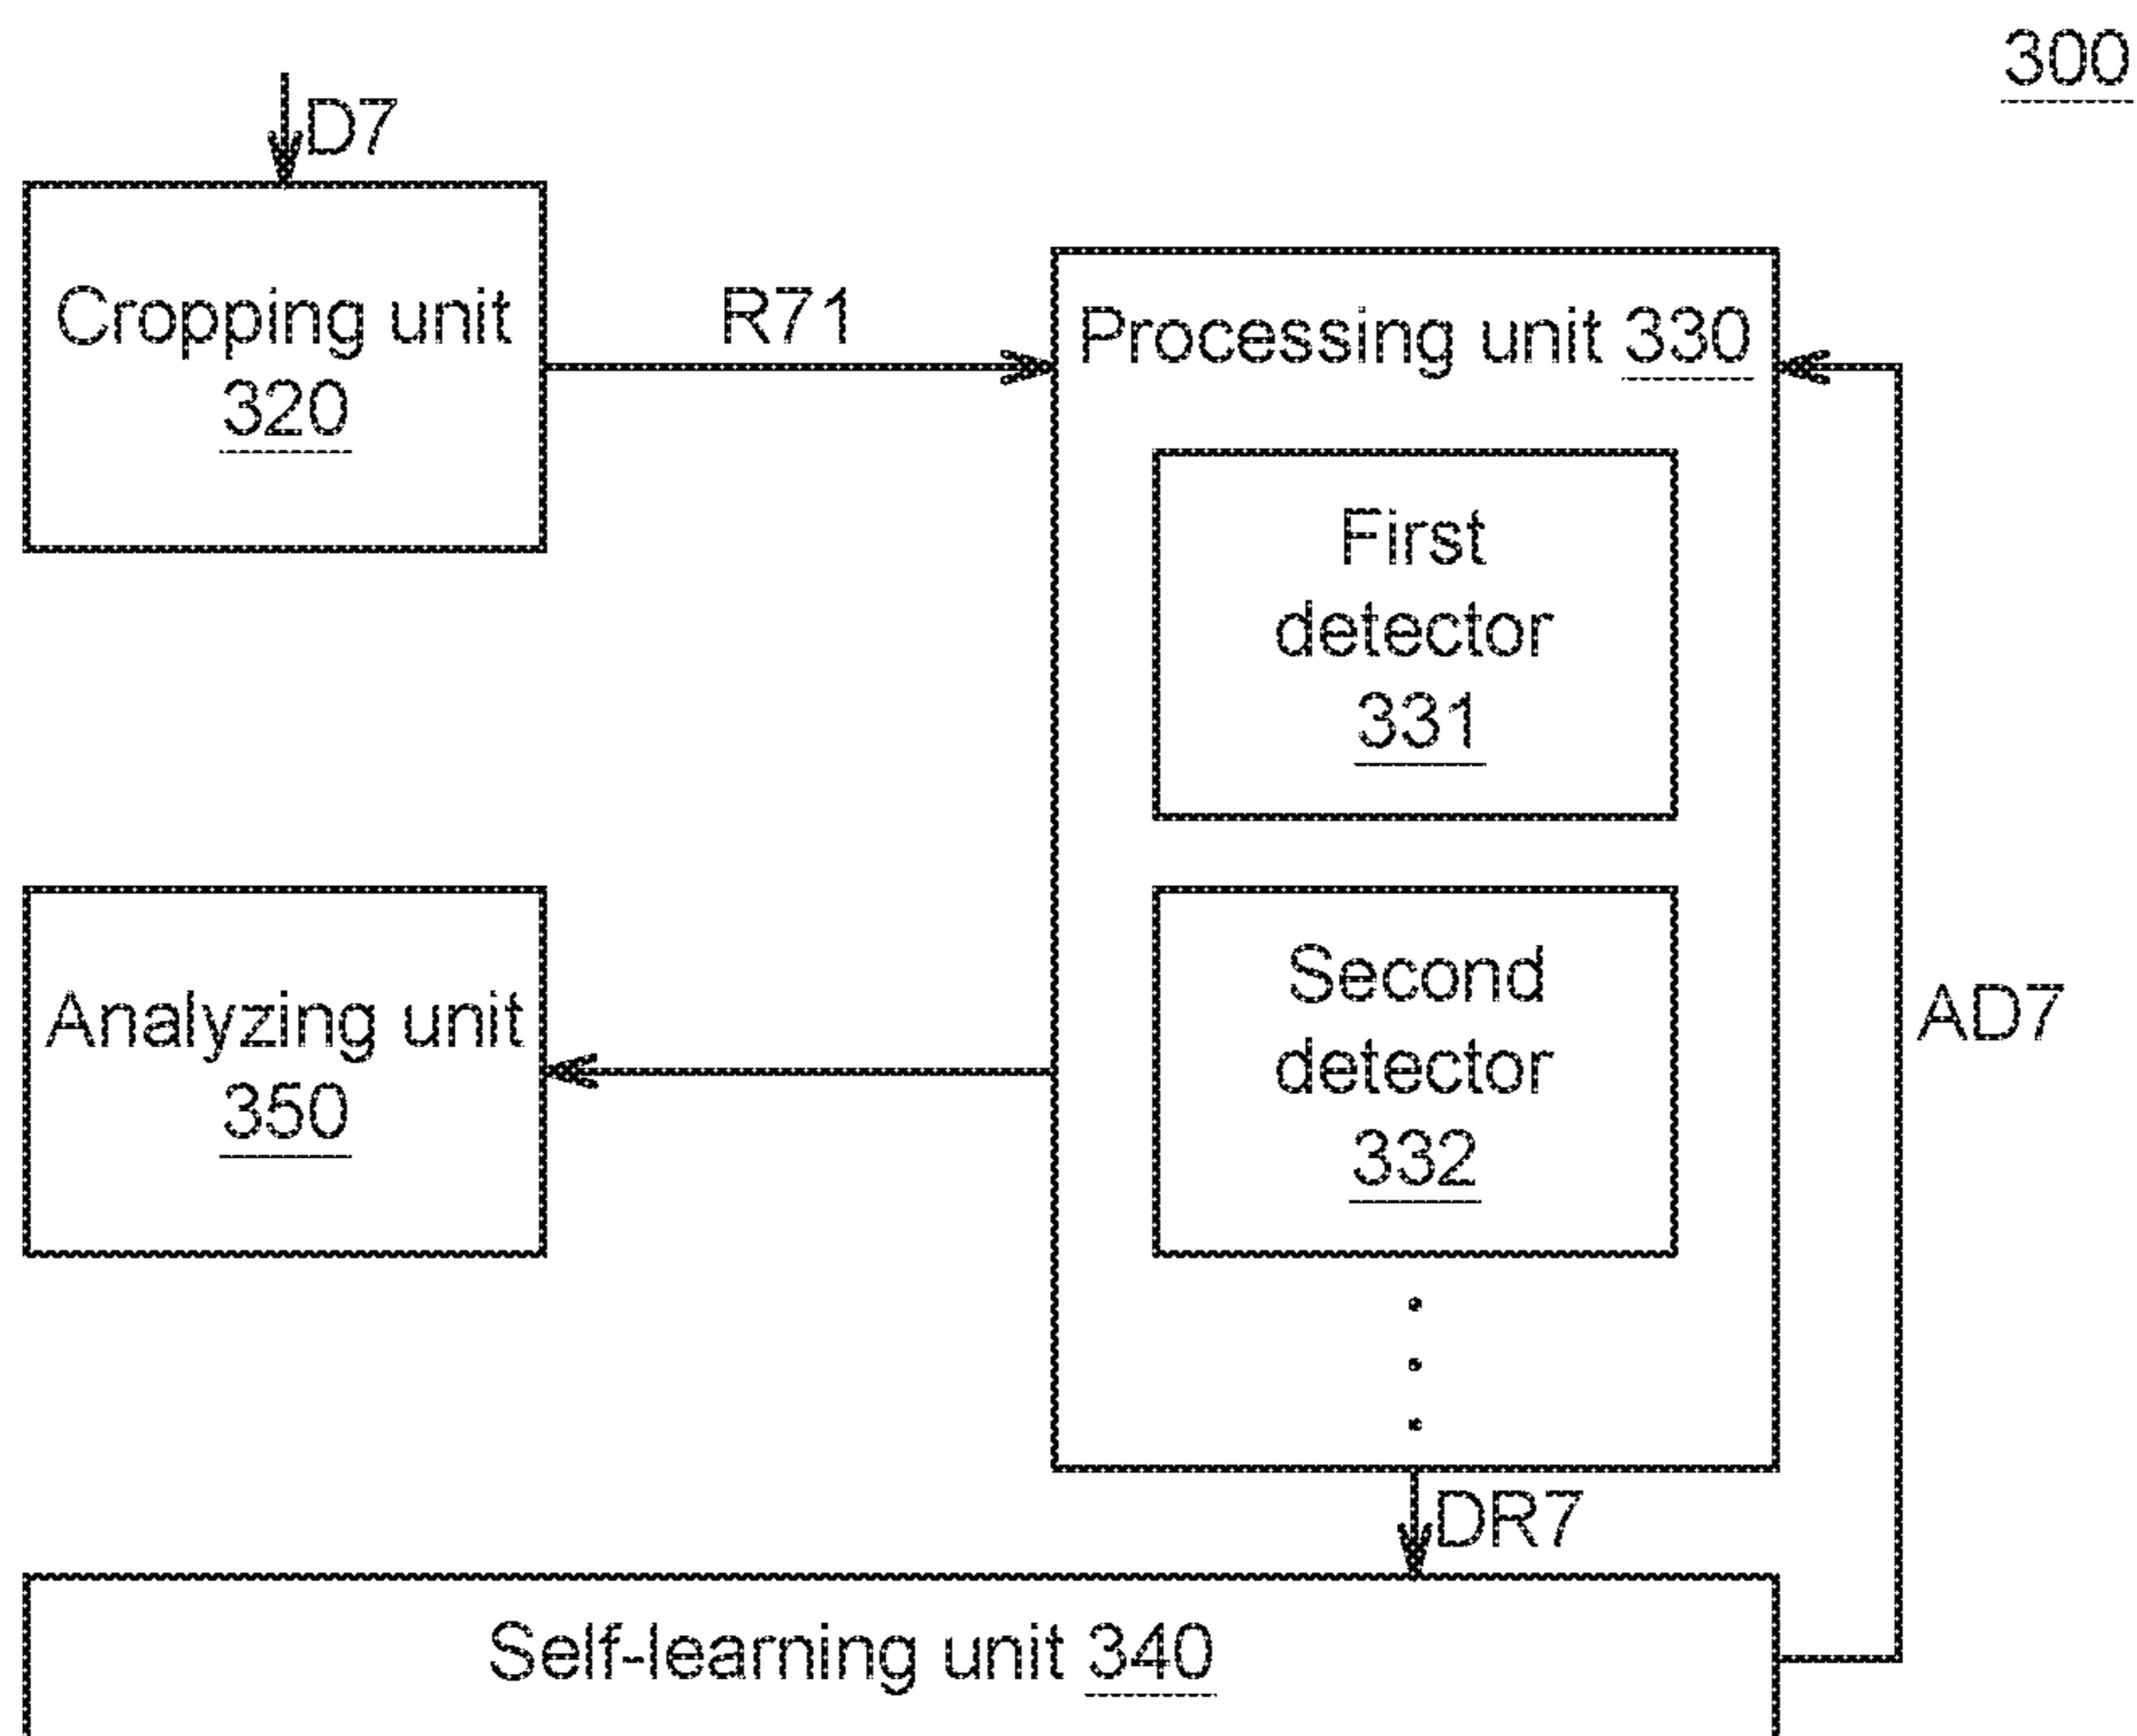 300
D7
Cropping unit
320
R71
Processing unit 330
First
detector
331
Analyzing unit
350
Second
detector
332
AD7
DR7
Self-learning unit 340